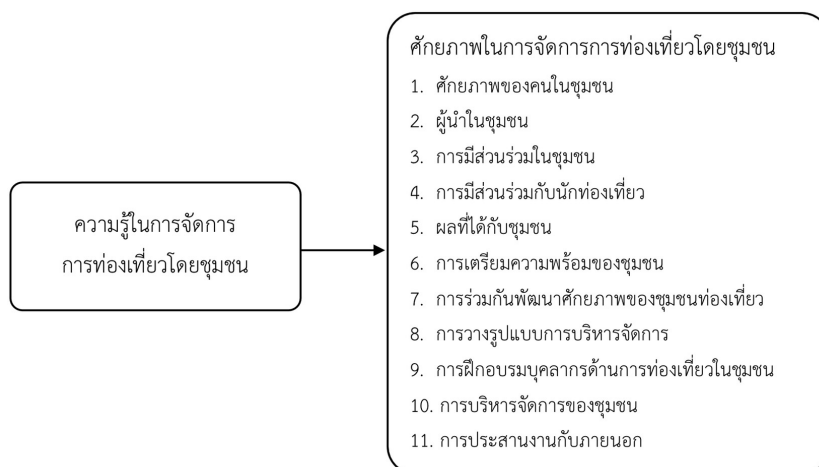 ความรู้ในการจัดการ
การท่องเที่ยวโดยชุมชน
ศักยภาพในการจัดการการท่องเที่ยวโดยชุมชน
1. ศักยภาพของคนในชุมชน
2. ผู้นำในชุมชน
3. การมีส่วนร่วมในชุมชน
4. การมีส่วนร่วมกับนักท่องเที่ยว
5. ผลที่ได้กับชุมชน
6. การเตรียมความพร้อมของชุมชน
7. การร่วมกันพัฒนาศักยภาพของชุมชนท่องเที่ยว
8. การวางรูปแบบการบริหารจัดการ
9. การฝึกอบรมบุคลากรด้านการท่องเที่ยวในชุมชน
10. การบริหารจัดการของชุมชน
11. การประสานงานกับภายนอก